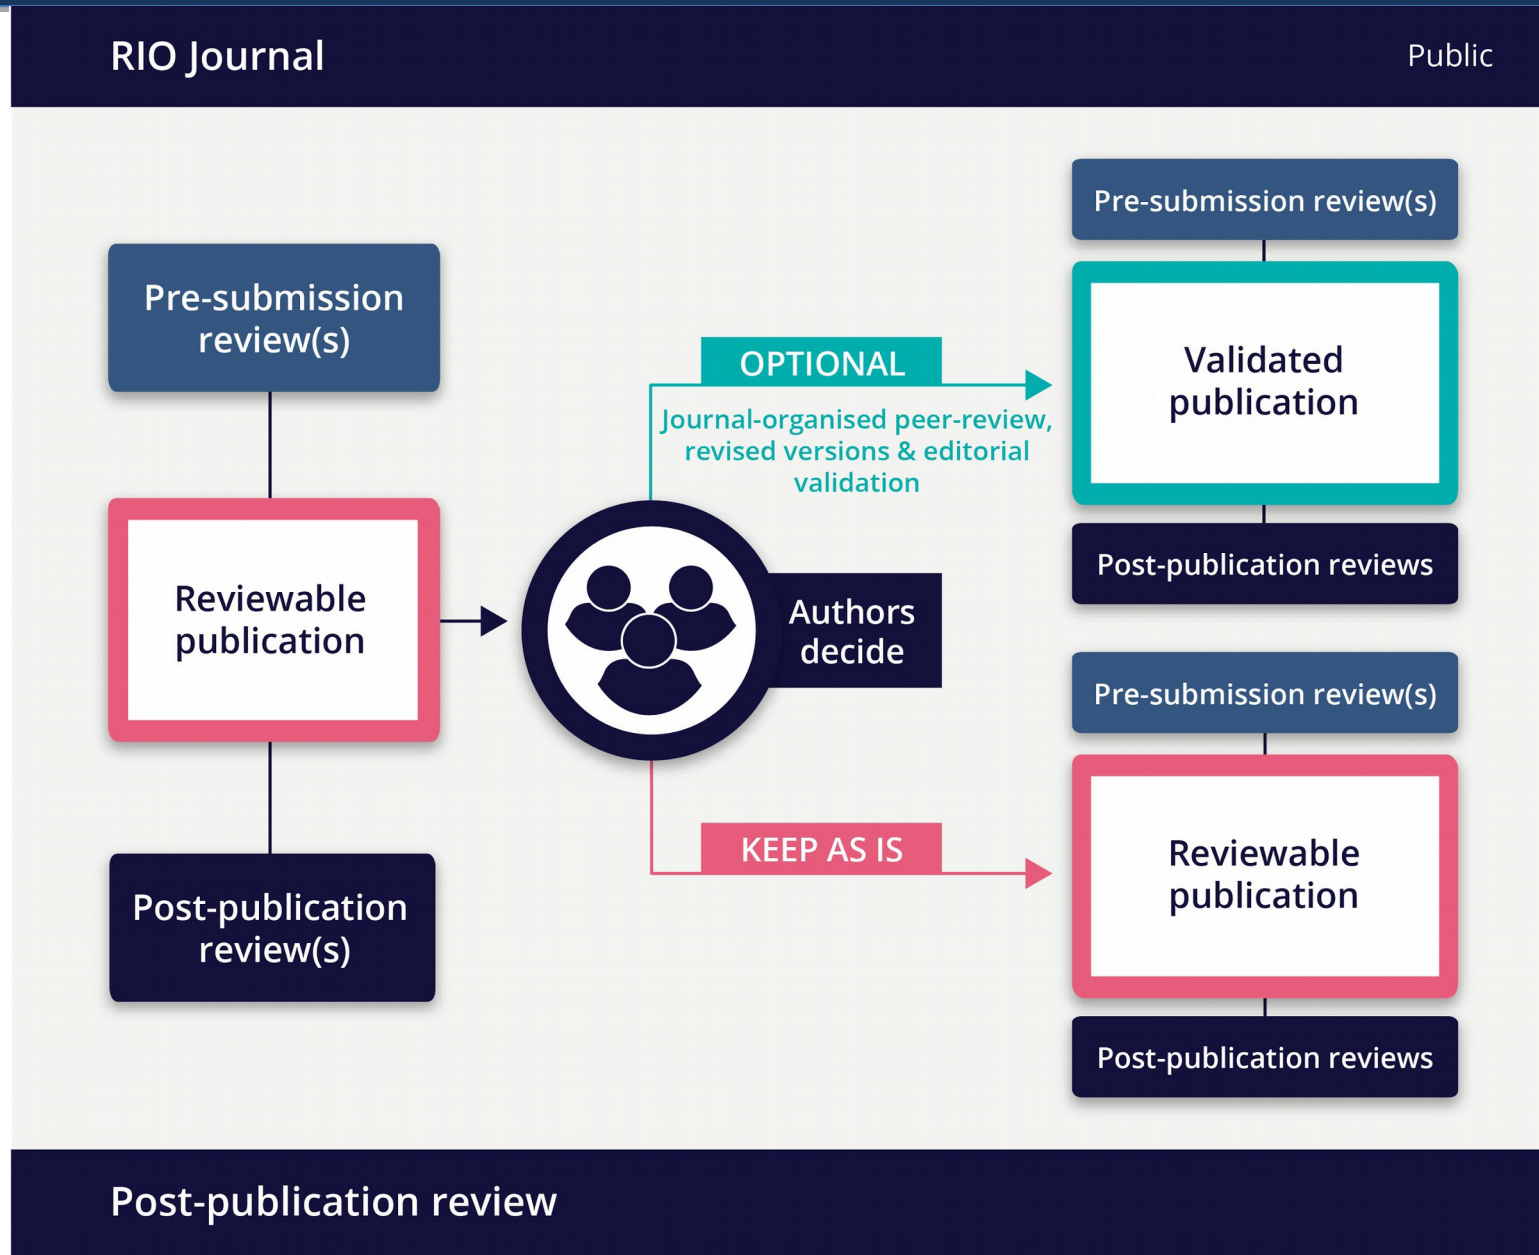 RIO Journal
Public
Pre-submission
review(s)
Reviewable
publication
Post-publication
review(s)
OPTIONAL
Journal-organised peer-review,
revised versions & editorial
validation
Authors
decide
KEEP AS IS
Pre-submission review(s)
Validated
publication
Post-publication reviews
Pre-submission review(s)
Reviewable
publication
Post-publication reviews
Post-publication review